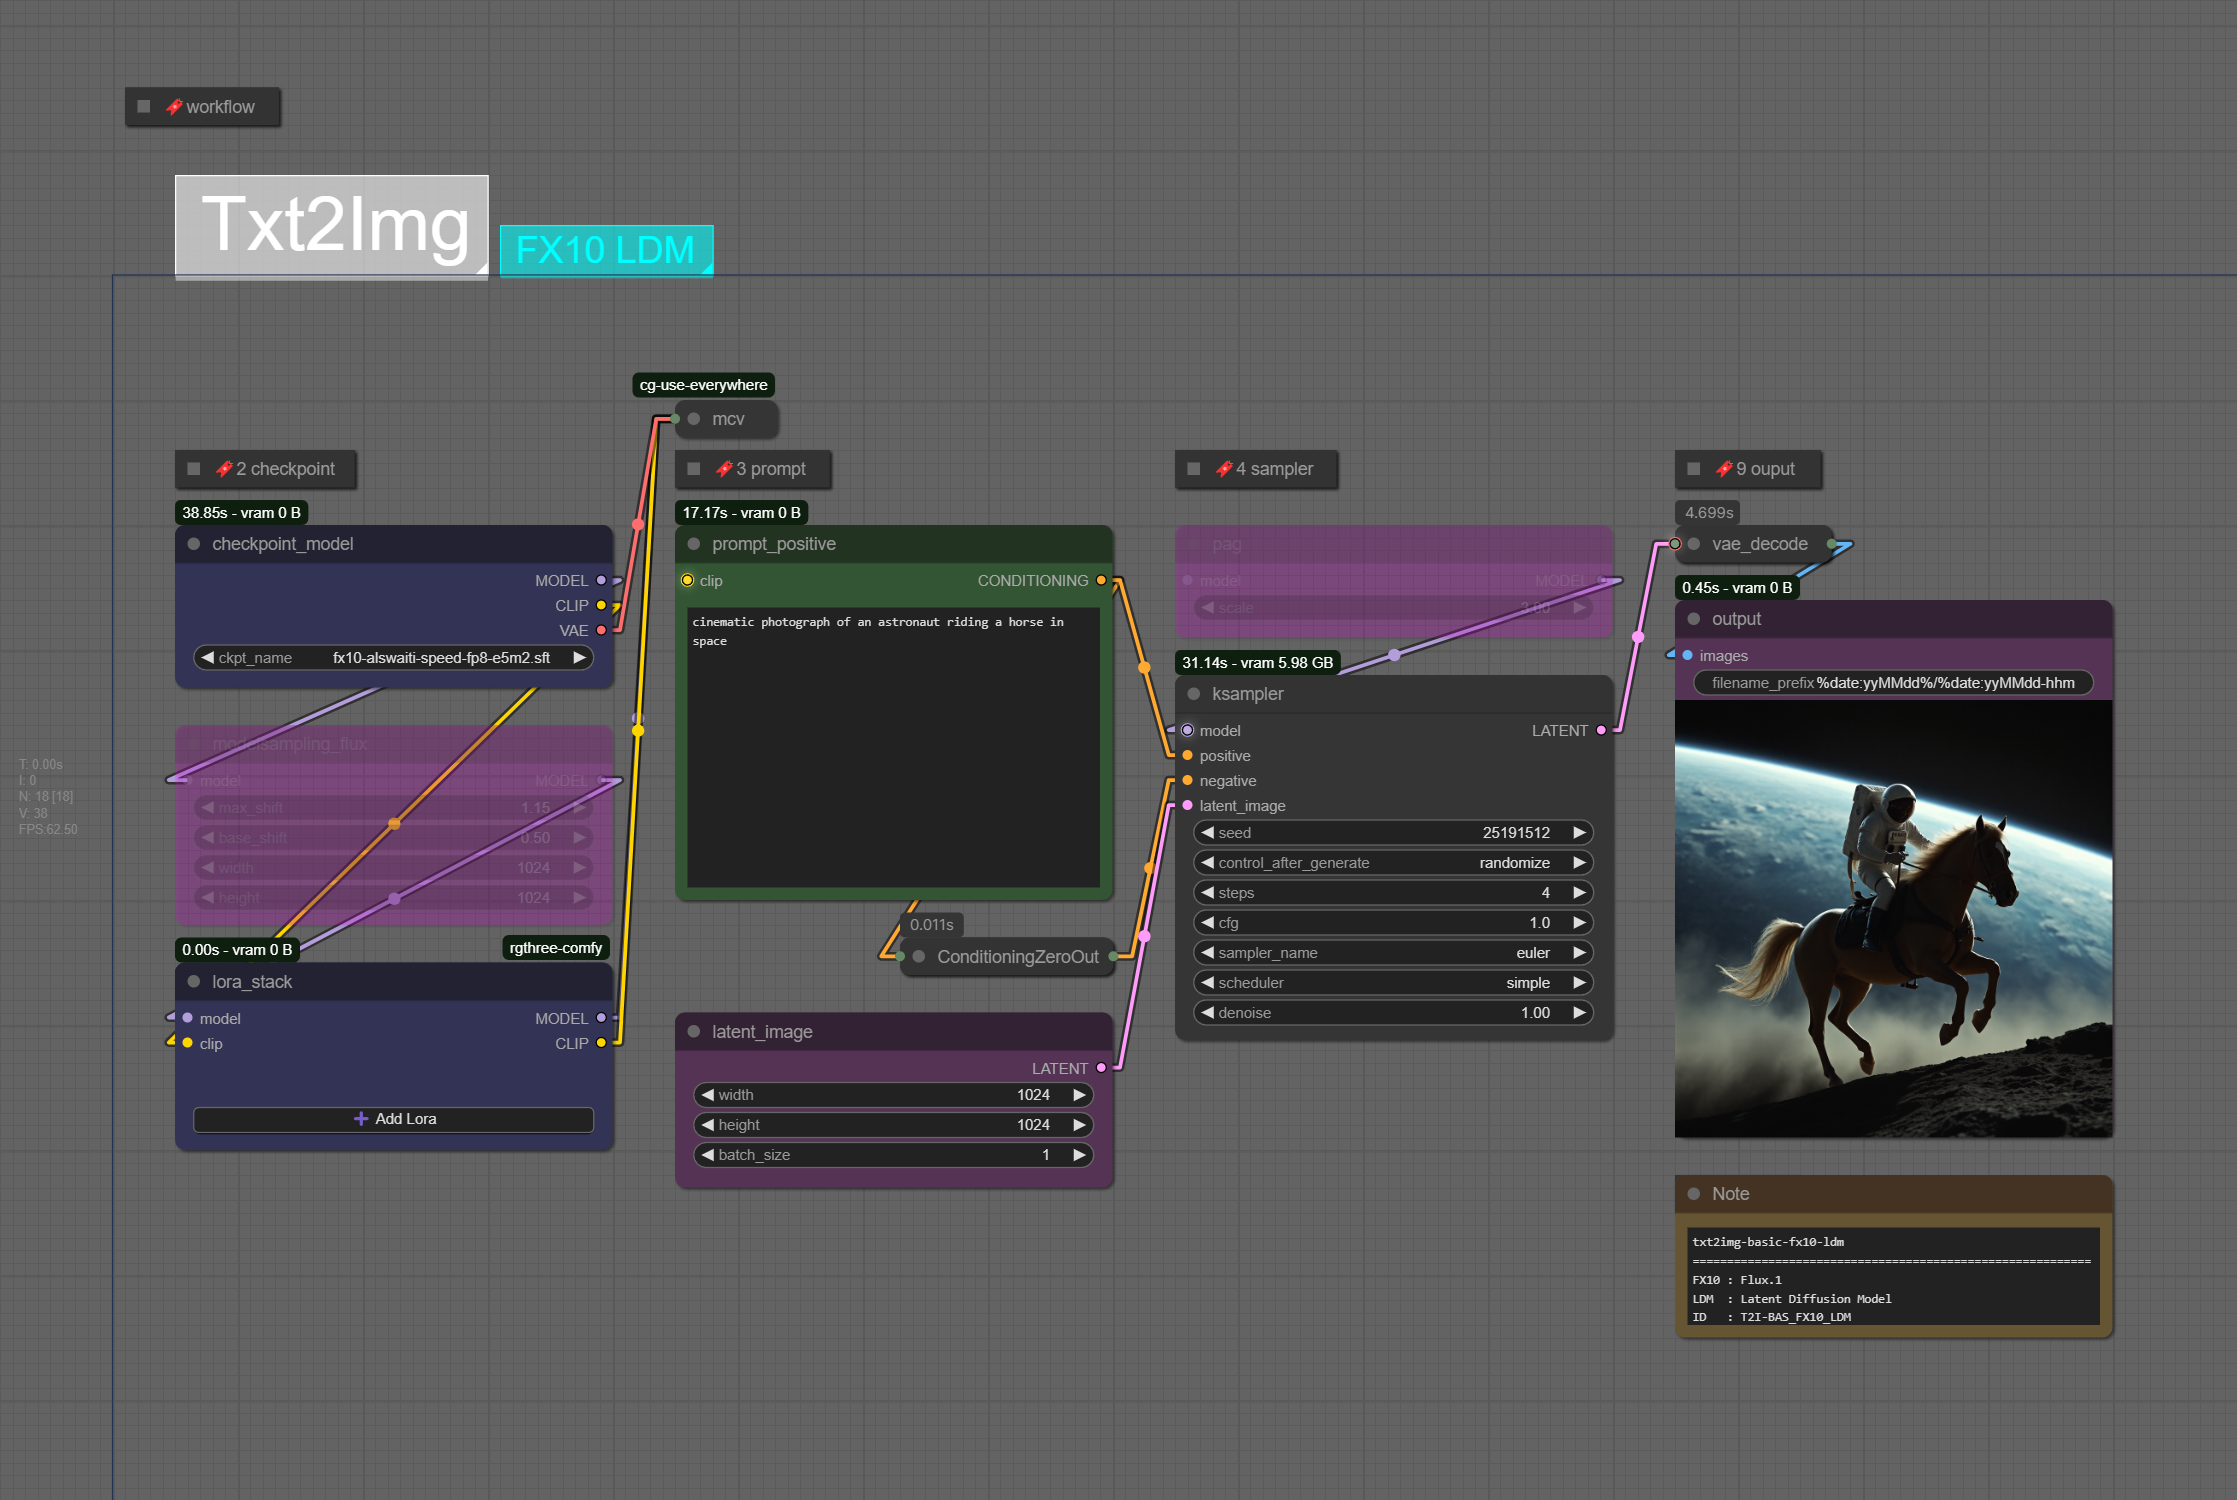 workflow
Txt2Img
FX10 LDM
cg-use-everywhere
mcv
2 checkpoint
3 prompt
4 sampler
9 ouput
38.85s - vram 0 B
checkpoint_model
MODEL
CLIP
VAE
ckpt_name fx10-alswaiti-speed-fp8-e5m2.sft
modelsampling_flux
model MODEL
max_shift 1.15
base_shift 0.50
width 1024
height 1024
T: 0.00s
I: 0
N: 18 [18]
V: 38
FPS:62.50
0.00s - vram 0 B
rgthree-comfy
lora_stack
model MODEL
clip CLIP
Add Lora
17.17s - vram 0 B
prompt_positive
clip CONDITIONING
cinematic photograph of an astronaut riding a horse in
space
0.011s
ConditioningZeroOut
latent_image
LATENT
width 1024
height 1024
batch_size 1
pag
model MODEL
scale 3.00
31.14s - vram 5.98 GB
ksampler
model LATENT
positive
negative
latent_image
seed 25191512
control_after_generate randomize
steps 4
cfg 1.0
sampler_name euler
scheduler simple
denoise 1.00
4.699s
vae_decode
0.45s - vram 0 B
output
images
filename_prefix %date:yyMMdd%/%date:yyMMdd-hhm
Note
txt2img-basic-fx10-ldm
==========================================================
FX10 : Flux.1
LDM : Latent Diffusion Model
ID : T2I-BAS_FX10_LDM